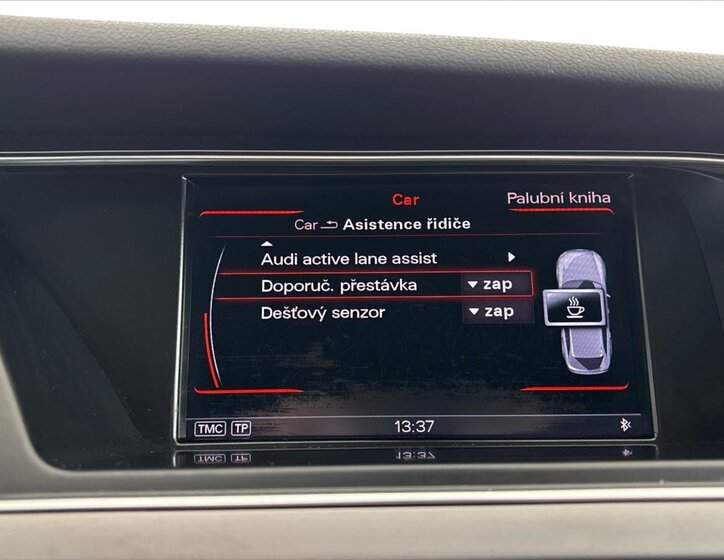 Car
Palubní kniha
Car Asistence řidiče
Audi active lane assist
Doporuč. přestávka zap
Dešťový senzor zap
TMC TP 13:37